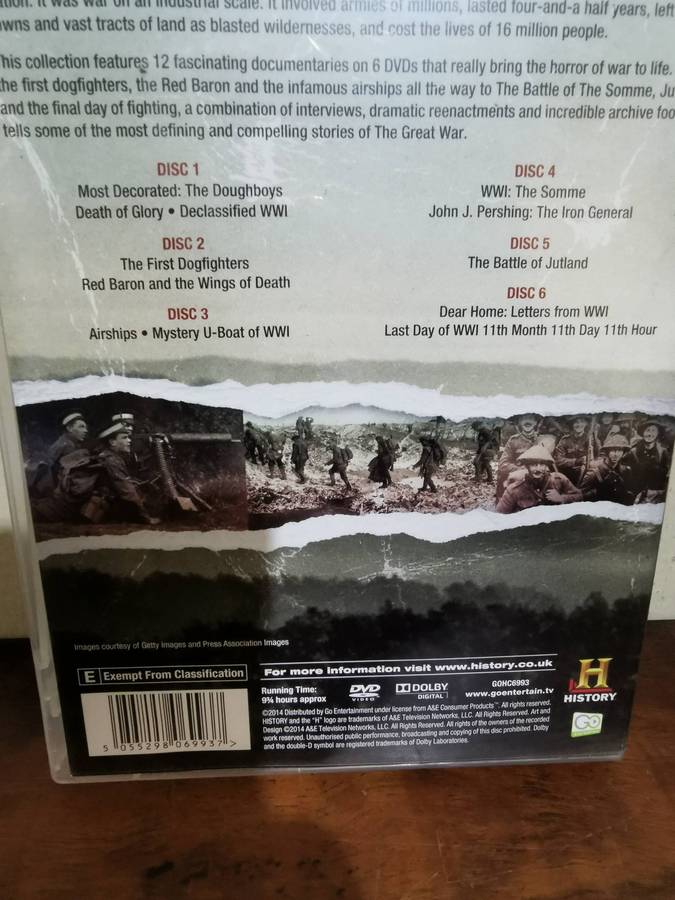 It was war on an industrial scale. It involved armies of millions, lasted four-and-a half years, left
and vast tracts of land as blasted wildernesses, and cost the lives of 16 million people.
his collection features 12 fascinating documentaries on 6 DVDs that really bring the horror of war to life.
he first dogfighters, the Red Baron and the infamous airships all the way to The Battle of The Somme, Ju
and the final day of fighting, a combination of interviews, dramatic reenactments and incredible archive foo
tells some of the most defining and compelling stories of The Great War.
DISC 1
Most Decorated: The Doughboys
Death of Glory • Declassified WWI
DISC 2
The First Dogfighters
Red Baron and the Wings of Death
DISC 3
Airships • Mystery U-Boat of WWI
DISC 4
WWI: The Somme
John J. Pershing: The Iron General
DISC 5
The Battle of Jutland
DISC 6
Dear Home: Letters from WWI
Last Day of WWI 11th Month 11th Day 11th Hour
Images courtesy of Getty Images and Press Association Images
E Exempt From Classification
5 055298 069937 >
For more information visit www.history.co.uk
Running Time:
9¾ hours approx
DVD VIDEO
DOLBY DIGITAL
GOHC6993
www.goentertain.tv
©2014 Distributed by Go Entertainment under license from A&E Consumer Products™. All rights reserved.
HISTORY and the "H" logo are trademarks of A&E Television Networks, LLC. All Rights Reserved. Art and
Design ©2014 A&E Television Networks, LLC. All Rights Reserved. All rights of the owners of the recorded
work reserved. Unauthorised public performance, broadcasting and copying of this disc prohibited. Dolby
and the double-D symbol are registered trademarks of Dolby Laboratories.
H
HISTORY
GO